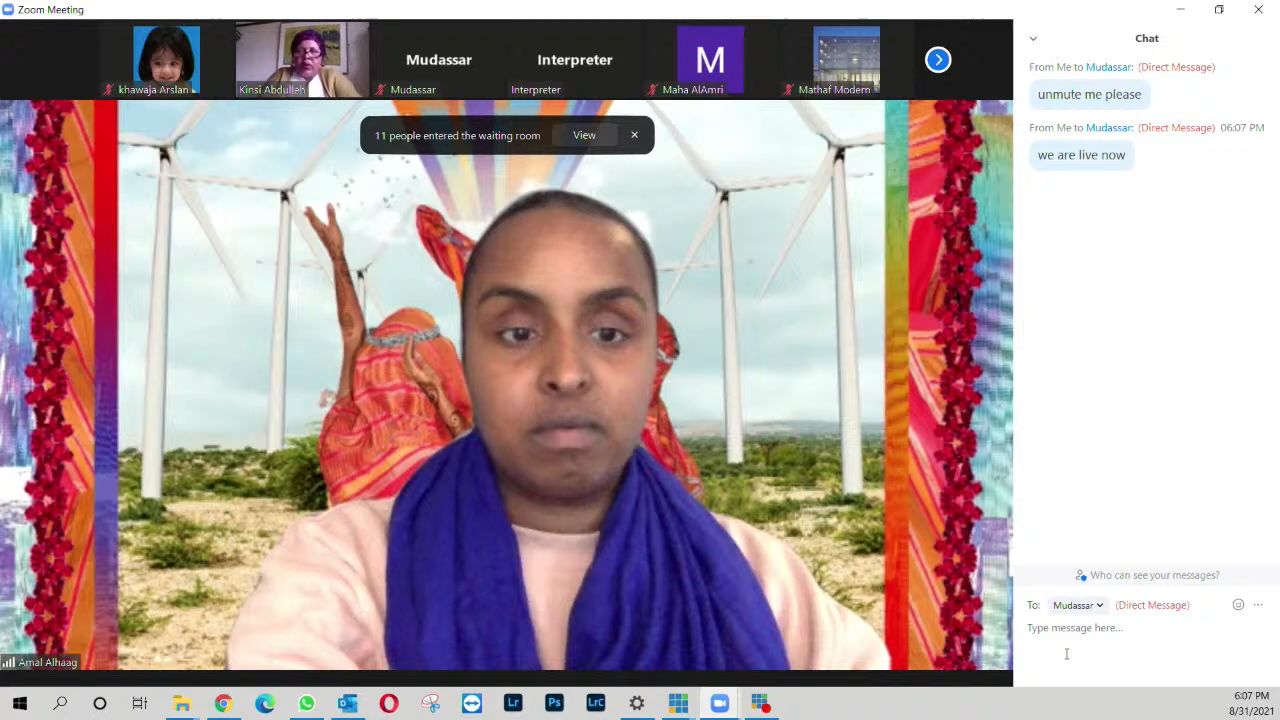 Zoom Meeting
Mudassar
Interpreter
M
khawaja Arslan
Kinsi Abdulleh
Mudassar
Interpreter
Maha AlAmri
Mathaf Modern
11 people entered the waiting room
View
Amal Alhaag
Chat
From Me to Mudassar: (Direct Message)
unmute me please
From Me to Mudassar: (Direct Message) 06:07 PM
we are live now
Who can see your messages?
To: Mudassar (Direct Message)
Type message here...
Lr
Ps
LrC
6:07 PM
8/31/2021